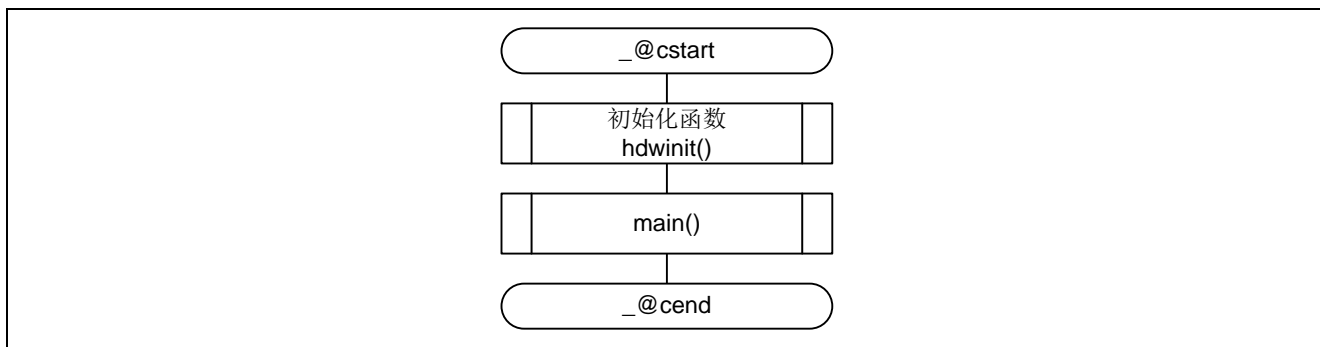 _@cstart
初始化函数
hdwinit()
main()
_@cend